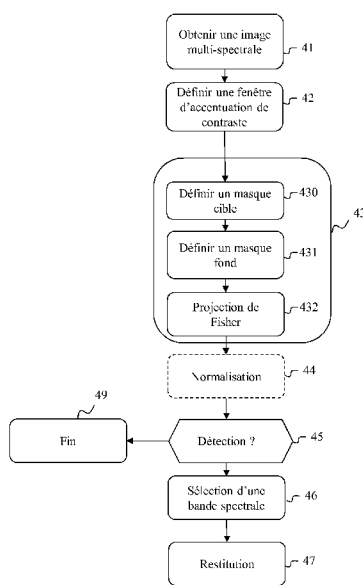 Obtenir une image
multi-spectrale
41
Définir une fenêtre
d'accentuation de
contraste
42
Définir un masque
cible
430
43
Définir un masque
fond
431
Projection de
Fisher
432
Normalisation
44
49
Fin
Détection ?
45
Sélection d'une
bande spectrale
46
Restitution
47